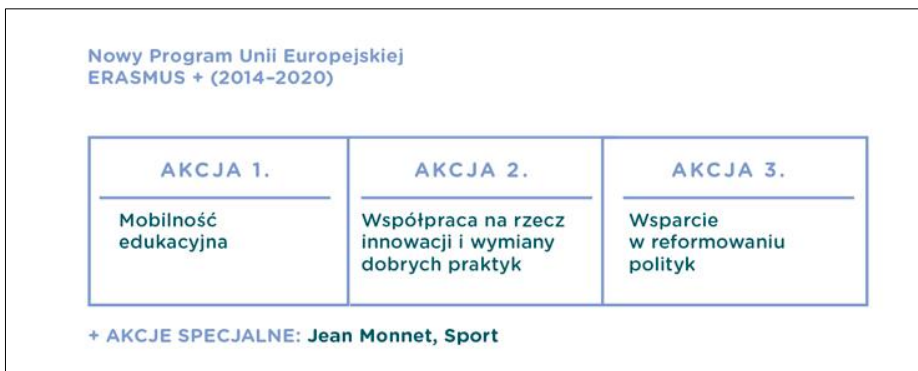 Nowy Program Unii Europejskiej
ERASMUS + (2014–2020)
AKCJA 1.
Mobilność
edukacyjna
AKCJA 2.
Współpraca na rzecz
innowacji i wymiany
dobrych praktyk
AKCJA 3.
Wsparcie
w reformowaniu
polityk
+ AKCJE SPECJALNE: Jean Monnet, Sport